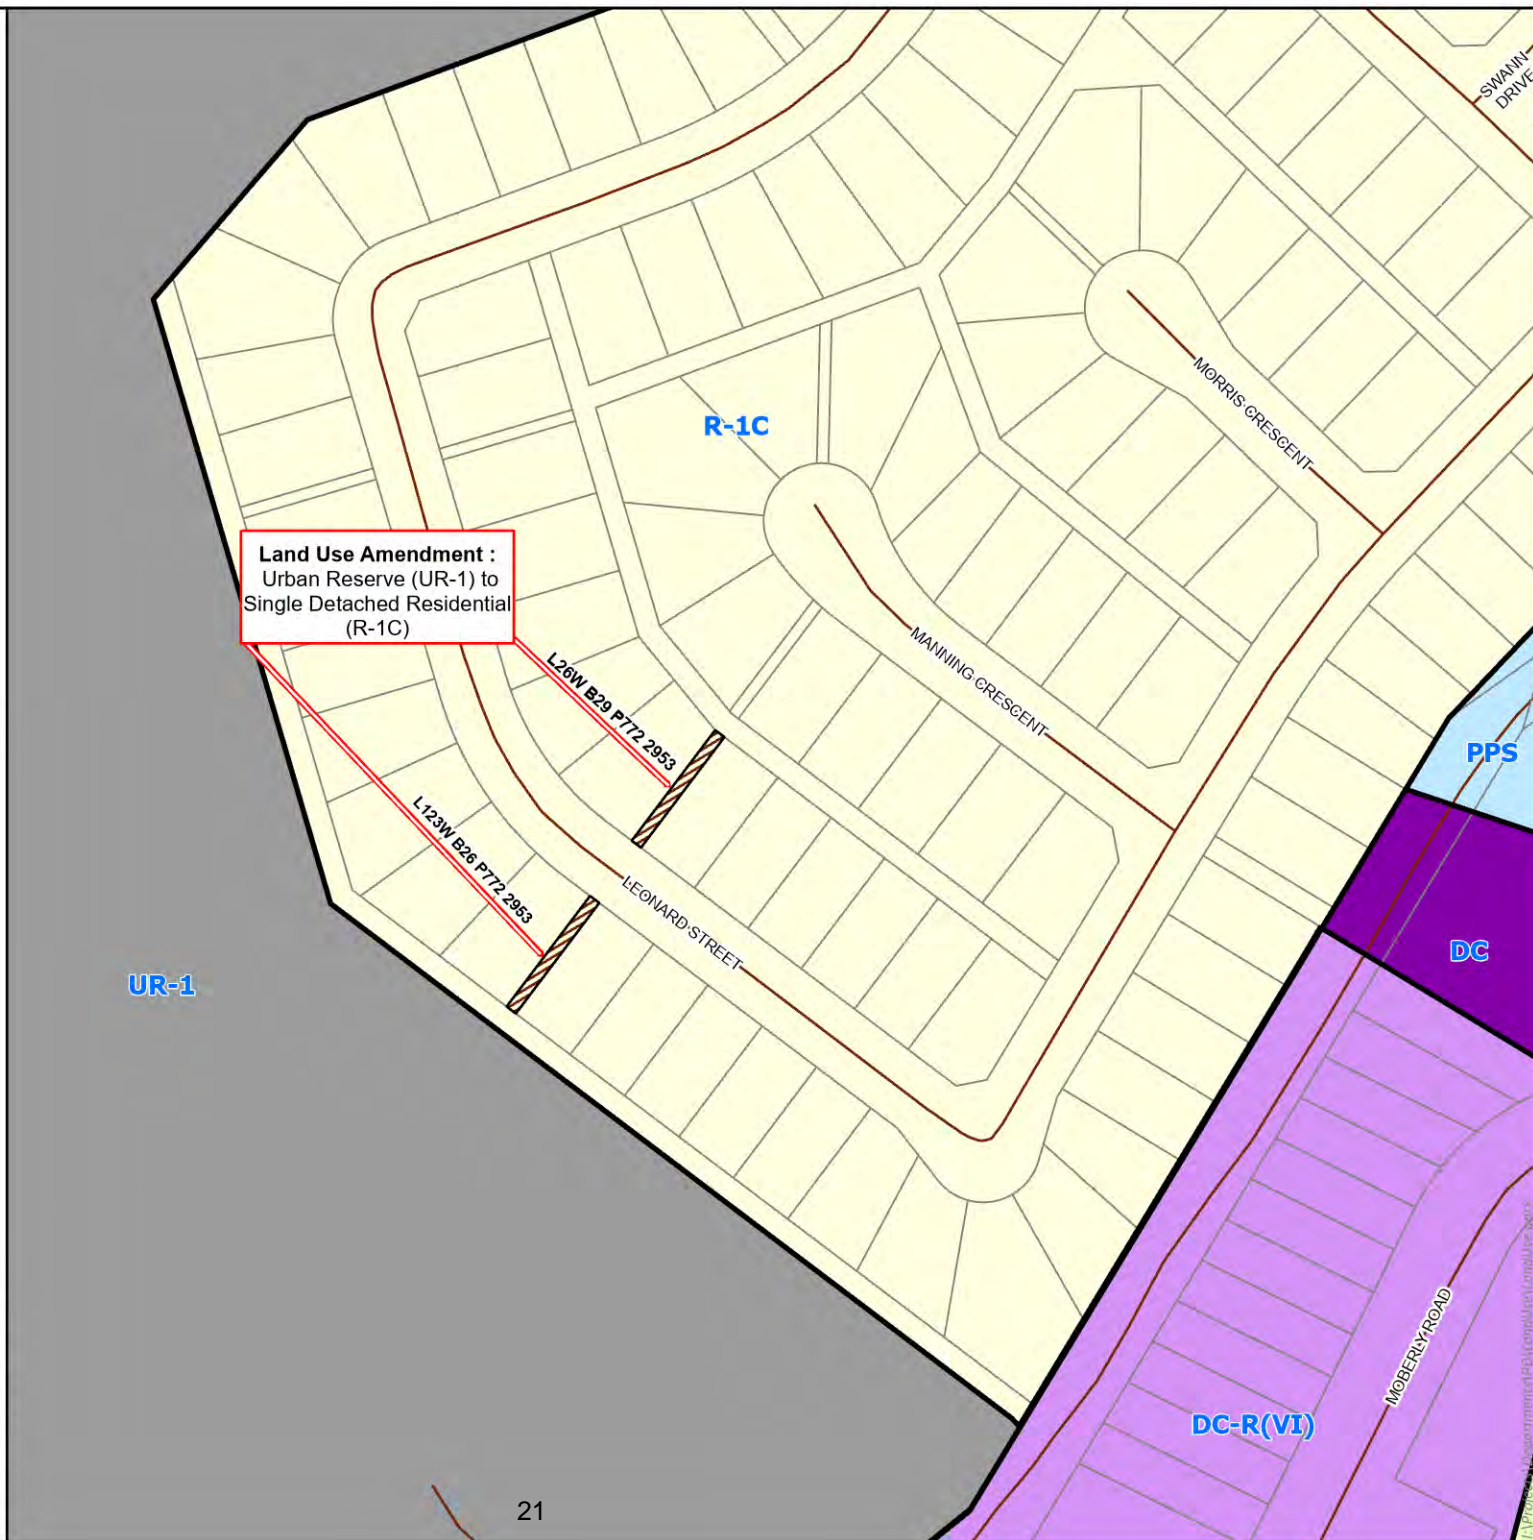 SWANN
DRIVE
MORRIS CRESCENT
R-1C
Land Use Amendment :
Urban Reserve (UR-1) to
Single Detached Residential
(R-1C)
L26W B29 P772 2953
MANNING CRESCENT
PPS
L123W B26 P772 2953
LEONARD STREET
DC
UR-1
MOBERLY ROAD
DC-R(VI)
21